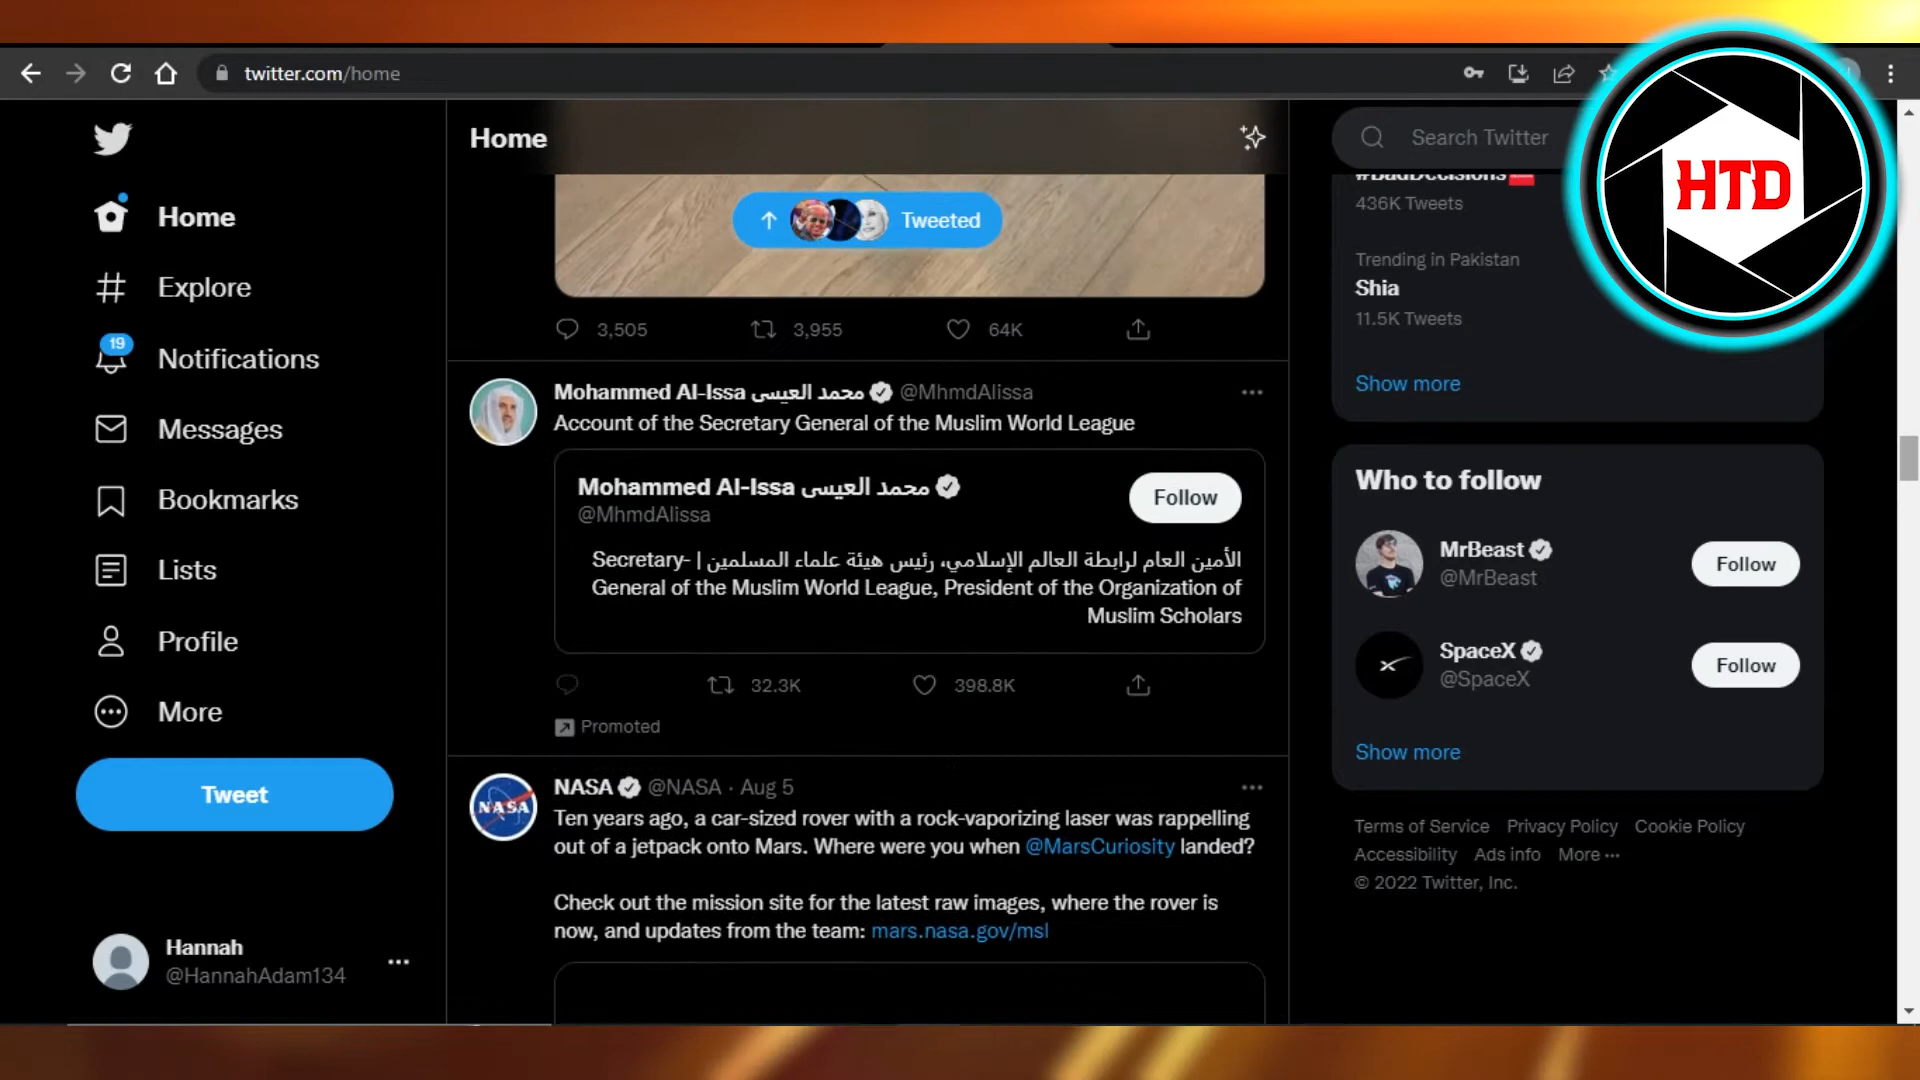 twitter.com/home
HTD
Home
Search Twitter
Home
Explore
19
Notifications
Messages
Bookmarks
Lists
Profile
More
Tweet
Hannah
@HannahAdam134
Tweeted
3,505 3,955 64K
Mohammed Al-Issa محمد العيسى @MhmdAlissa
Account of the Secretary General of the Muslim World League
Mohammed Al-Issa محمد العيسى
@MhmdAlissa
Follow
الأمين العام لرابطة العالم الإسلامي، رئيس هيئة علماء المسلمين | Secretary-
General of the Muslim World League, President of the Organization of
Muslim Scholars
32.3K 398.8K
Promoted
NASA @NASA · Aug 5
Ten years ago, a car-sized rover with a rock-vaporizing laser was rappelling
out of a jetpack onto Mars. Where were you when @MarsCuriosity landed?
Check out the mission site for the latest raw images, where the rover is
now, and updates from the team: mars.nasa.gov/msl
NASA
#BadDecisions
436K Tweets
Trending in Pakistan
Shia
11.5K Tweets
Show more
Who to follow
MrBeast
@MrBeast
Follow
SpaceX
@SpaceX
Follow
Show more
Terms of Service Privacy Policy Cookie Policy
Accessibility Ads info More ···
© 2022 Twitter, Inc.